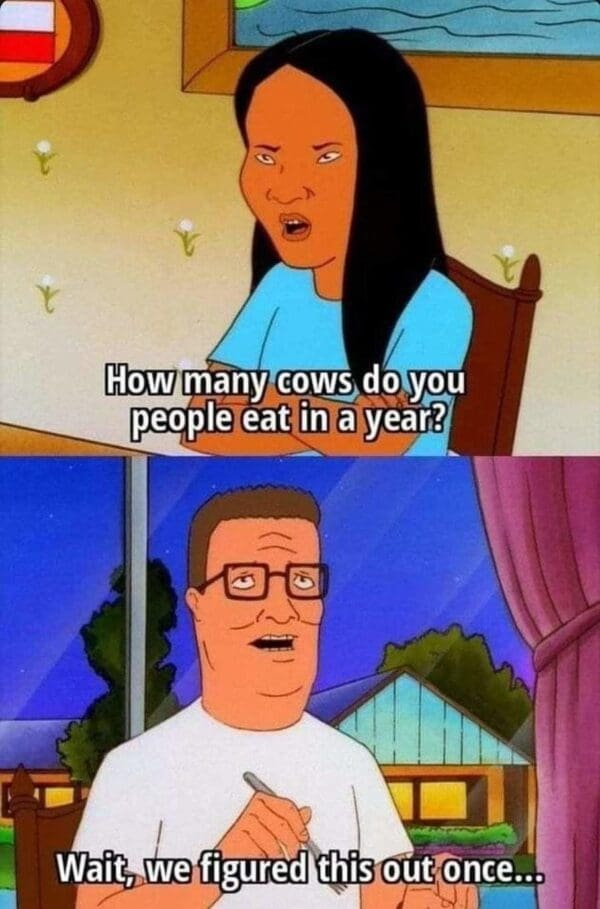 How many cows do you
people eat in a year?
Wait, we figured this out once...